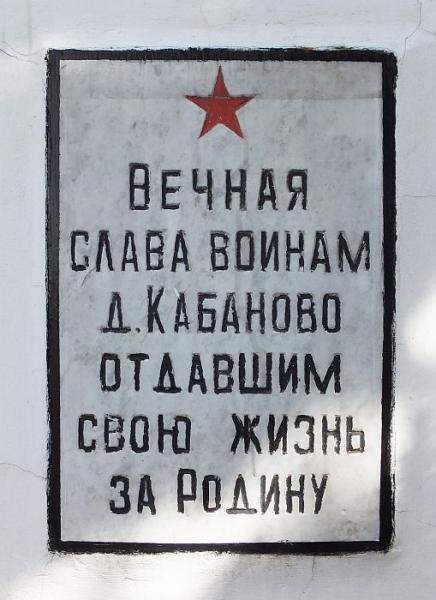 Вечная
слава воинам
д. Кабаново
отдавшим
свою жизнь
за Родину